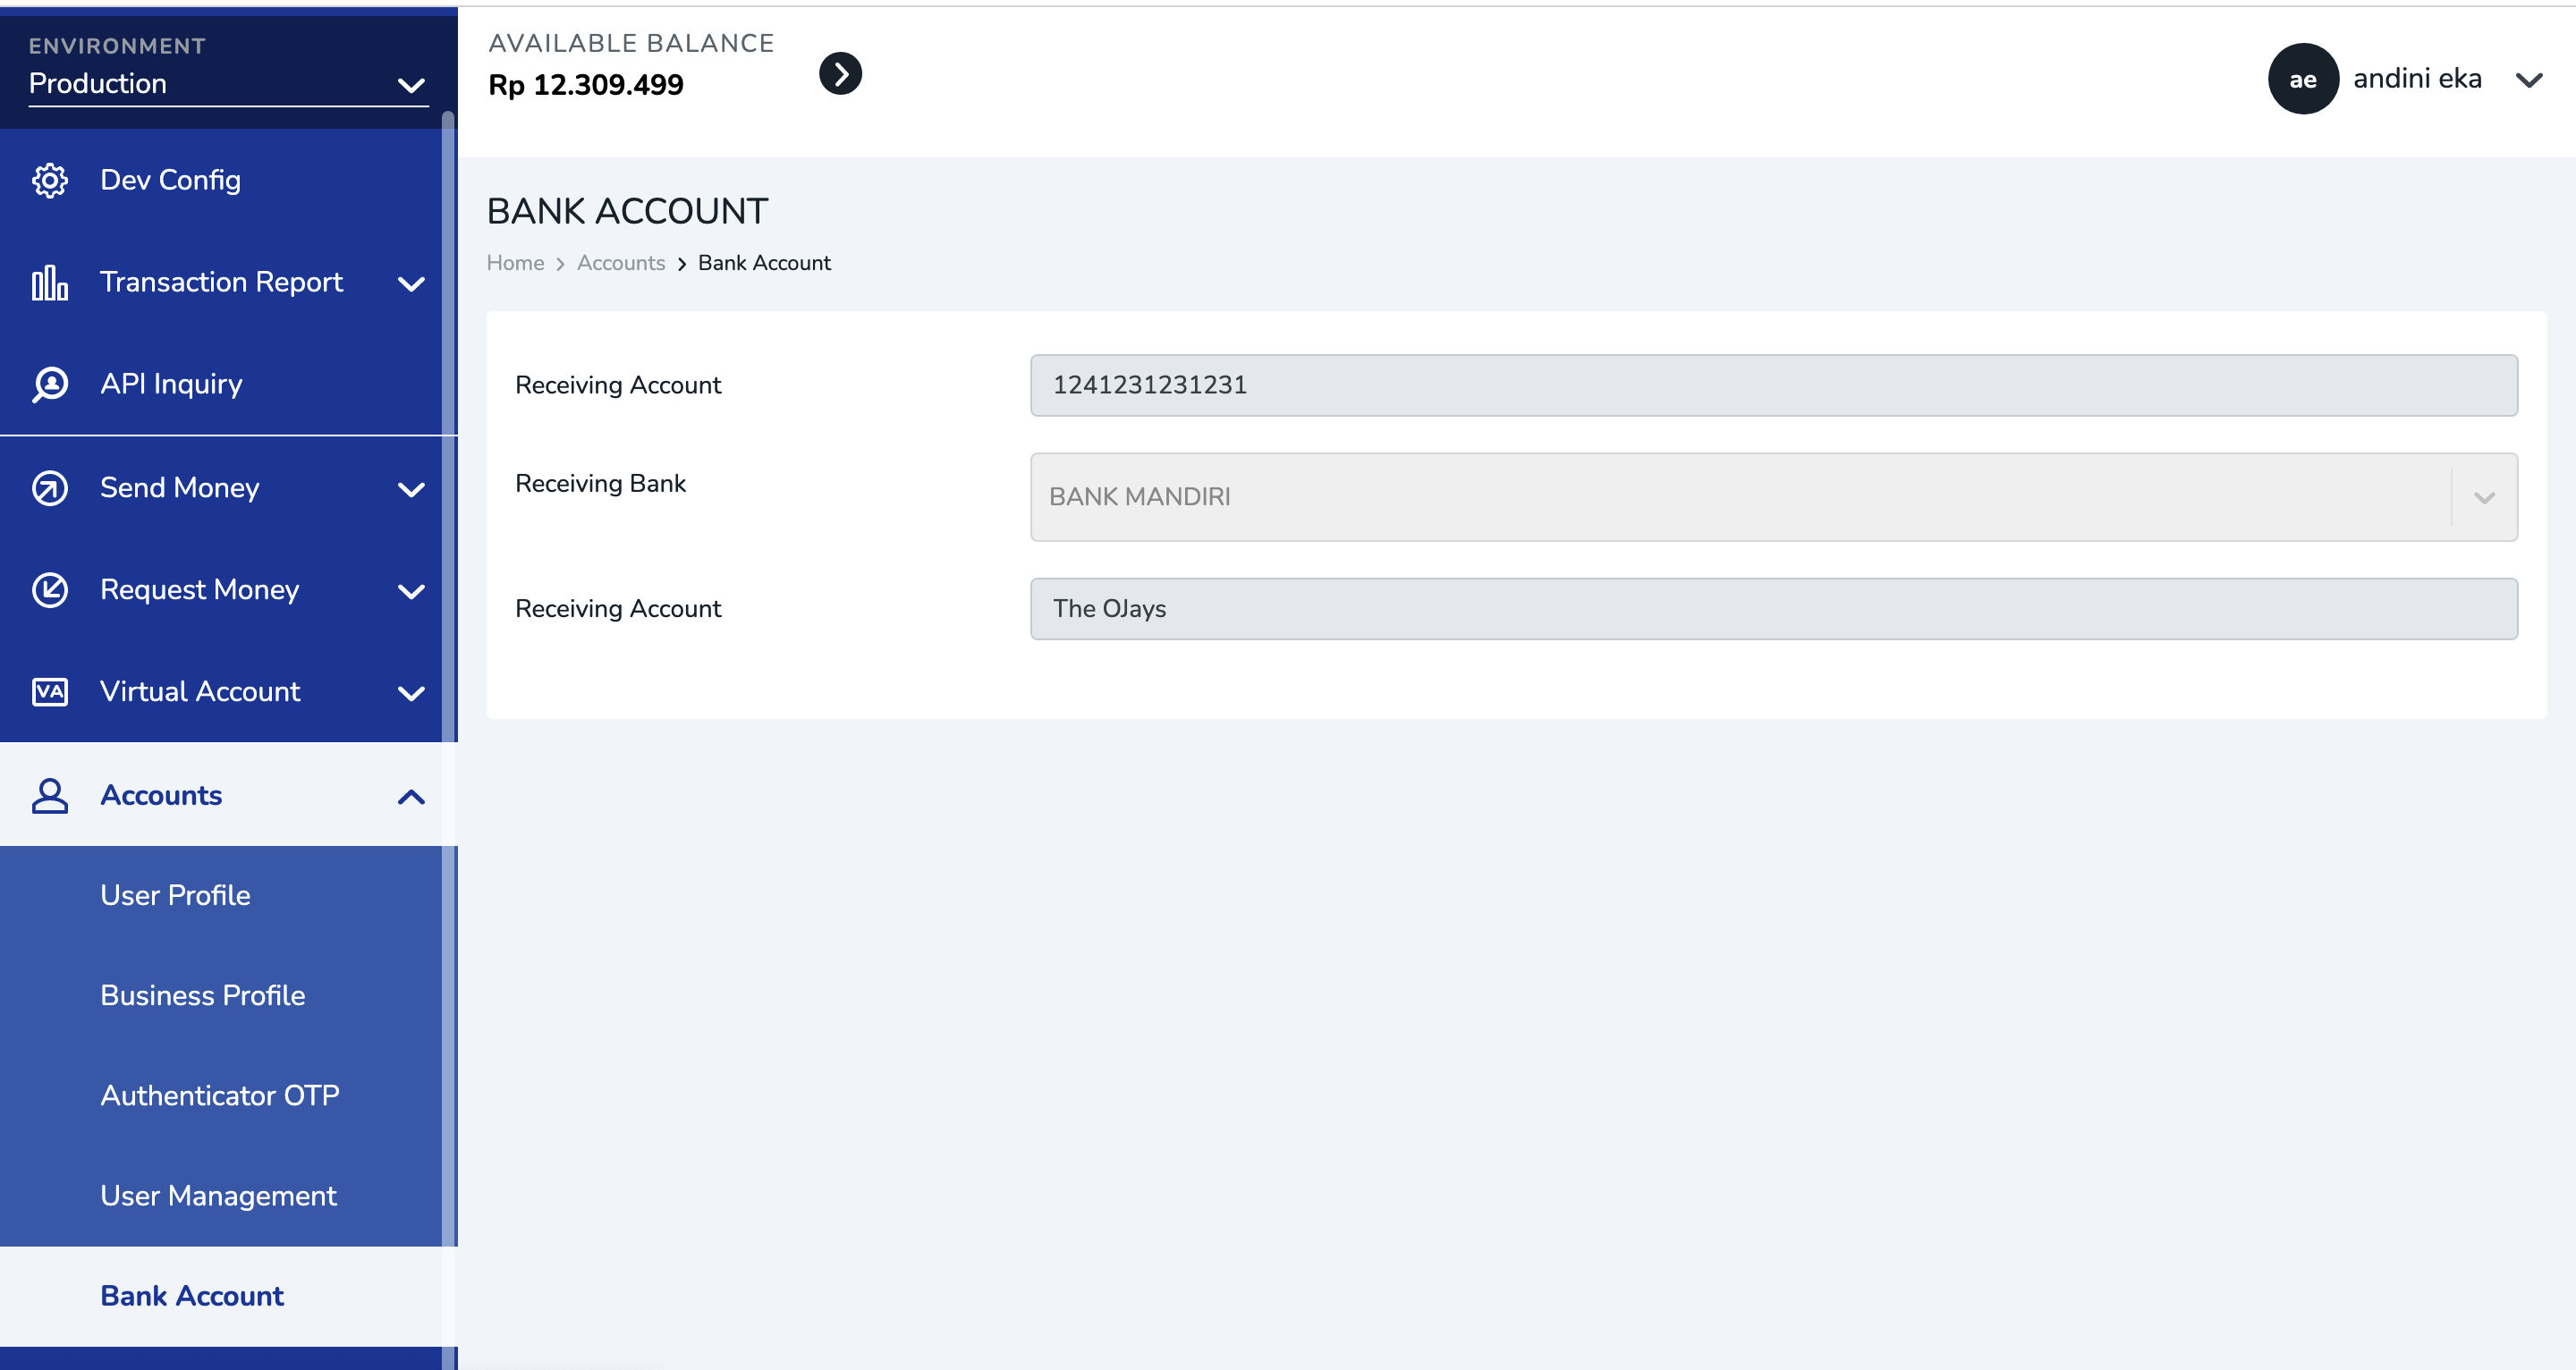 ENVIRONMENT
Production
Dev Config
Transaction Report
API Inquiry
Send Money
Request Money
VA
Virtual Account
Accounts
User Profile
Business Profile
Authenticator OTP
User Management
Bank Account
AVAILABLE BALANCE
Rp 12.309.499
ae
andini eka
BANK ACCOUNT
Home > Accounts > Bank Account
Receiving Account
1241231231231
Receiving Bank
BANK MANDIRI
Receiving Account
The OJays